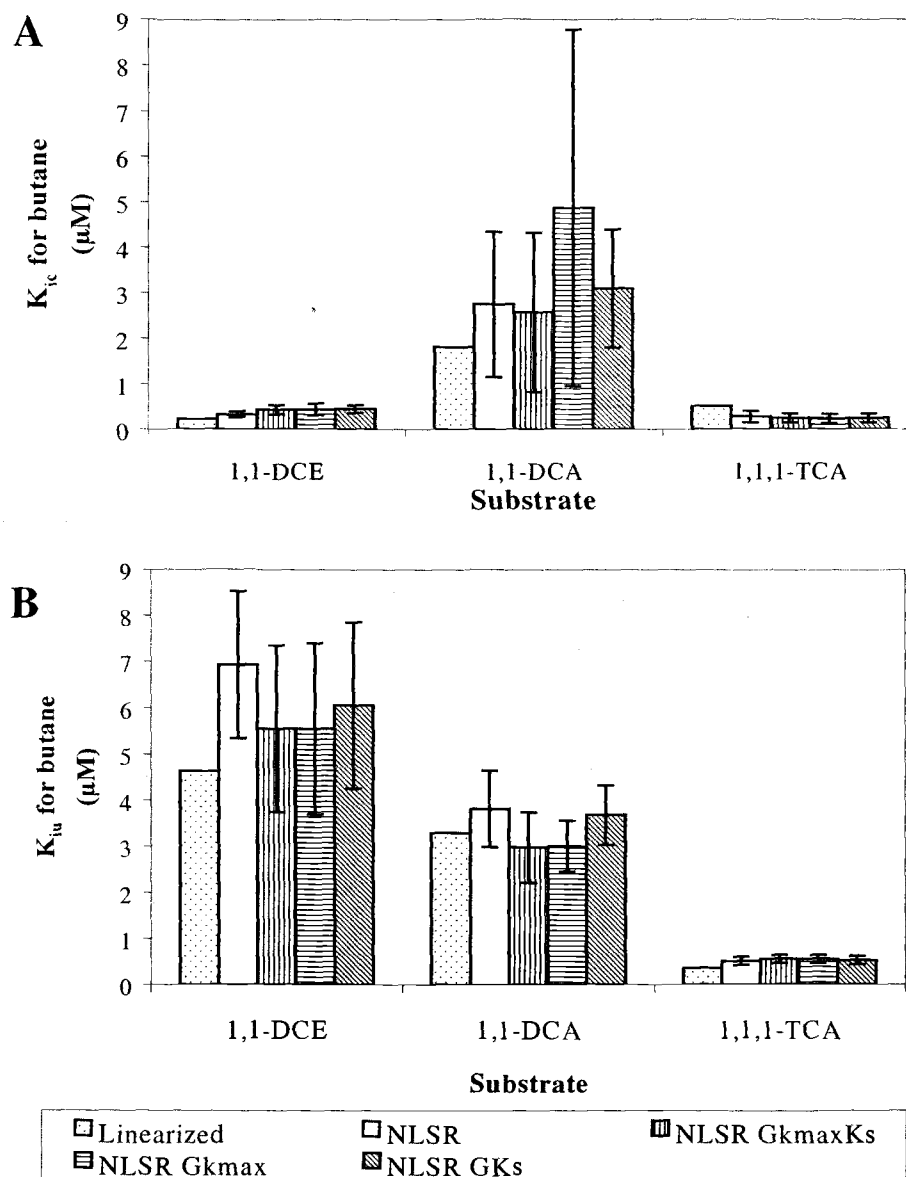 A
K_ic for butane
(µM)
9
8
7
6
5
4
3
2
1
0
1,1-DCE 1,1-DCA 1,1,1-TCA
Substrate
B
K_iu for butane
(µM)
9
8
7
6
5
4
3
2
1
0
1,1-DCE 1,1-DCA 1,1,1-TCA
Substrate
Linearized NLSR NLSR GkmaxKs
NLSR Gkmax NLSR GKs